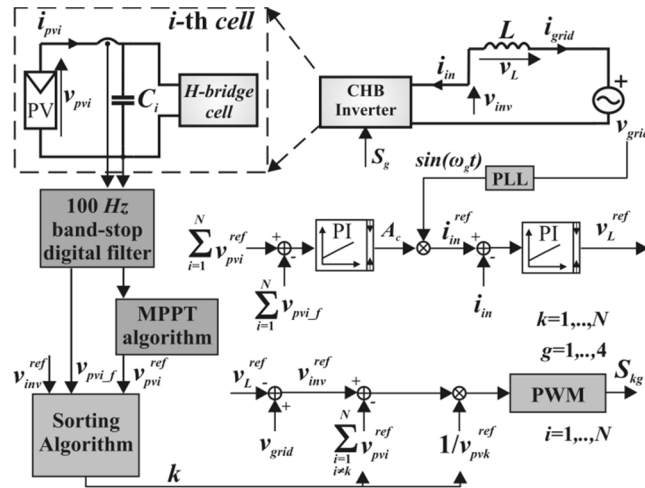 i_pvi
i-th cell
PV
v_pvi
C_i
H-bridge
cell
CHB
Inverter
S_g
i_in
L
v_L
i_grid
v_inv
+
v_grid
sin(ω_g t)
PLL
100 Hz
band-stop
digital filter
MPPT
algorithm
v_inv^ref
v_pvi_f
v_pvi^ref
Sorting
Algorithm
k
∑_{i=1}^{N} v_pvi^ref
+
-
∑_{i=1}^{N} v_pvi_f
PI
A_c
i_in^ref
+
-
i_in
PI
v_L^ref
k=1,..,N
g=1,..,4
v_L^ref
-
+
v_grid
v_inv^ref
+
-
∑_{i=1, i≠k}^{N} v_pvi^ref
1/v_pvk^ref
PWM
S_kg
i=1,..,N